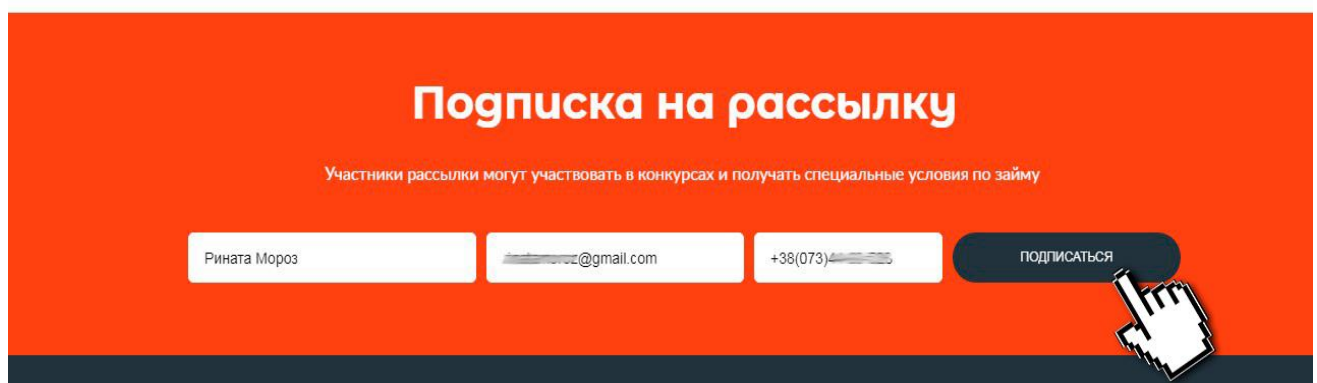 Подписка на рассылку
Участники рассылки могут участвовать в конкурсах и получать специальные условия по займу
Рината Мороз
@gmail.com
+38(073)
ПОДПИСАТЬСЯ